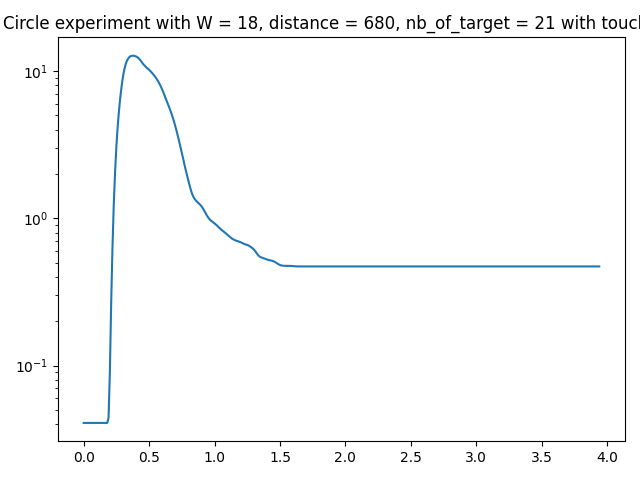 Circle experiment with W = 18, distance = 680, nb_of_target = 21 with touc
10¹
10⁰
10⁻¹
0.0 0.5 1.0 1.5 2.0 2.5 3.0 3.5 4.0